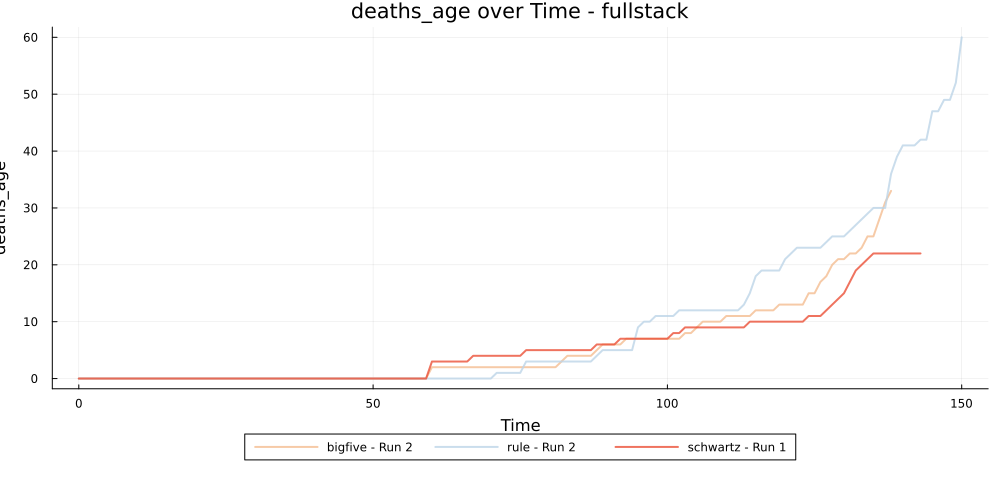 deaths_age over Time - fullstack
60
50
40
30
20
10
0
deaths_age
0 50 100 150
Time
bigfive - Run 2 rule - Run 2 schwartz - Run 1